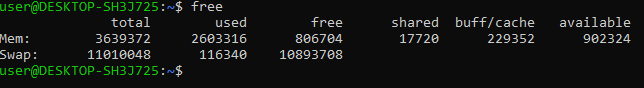 user@DESKTOP-SH3J725:~$ free
              total        used        free      shared  buff/cache   available
Mem:        3639372     2603316      806704       17720      229352      902324
Swap:      11010048      116340    10893708
user@DESKTOP-SH3J725:~$